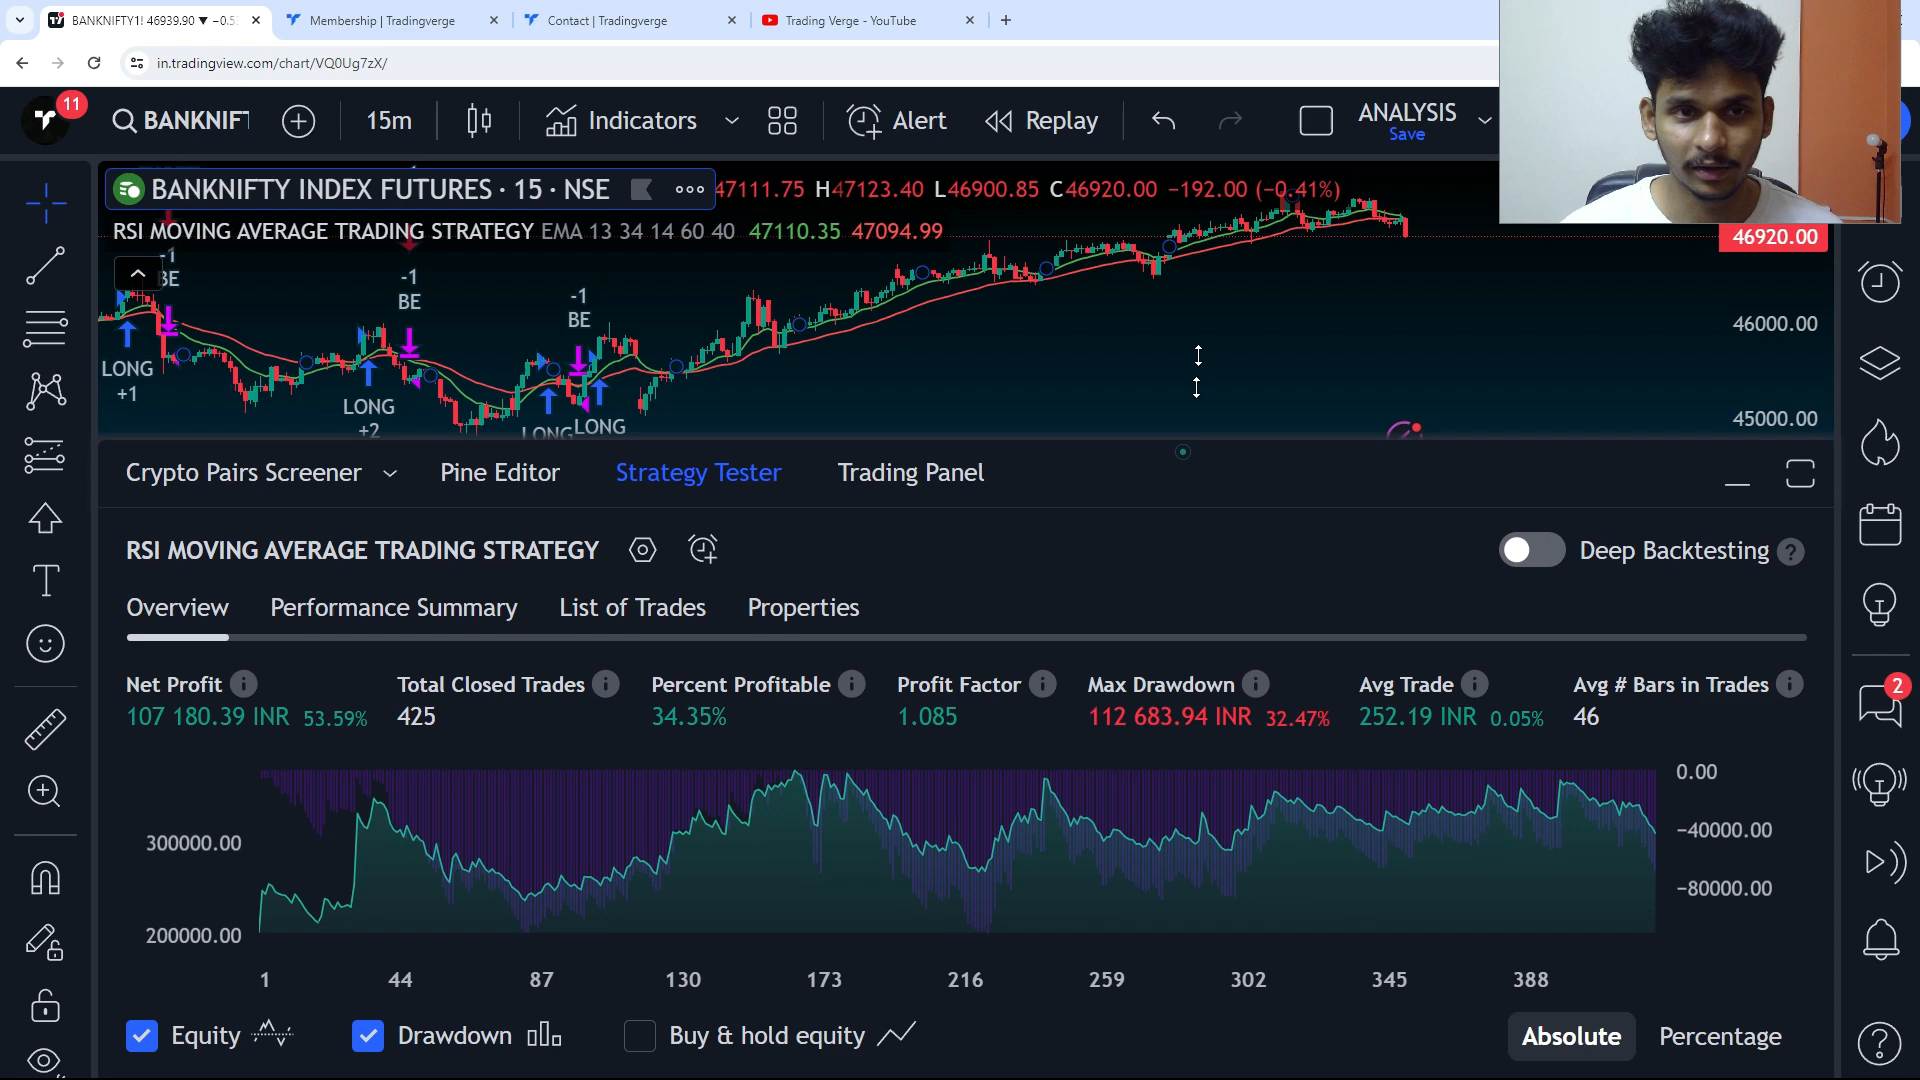 BANKNIFTY1! 46939.90 ▼ −0.5
Membership | Tradingverge
Contact | Tradingverge
Trading Verge - YouTube
in.tradingview.com/chart/VQ0Ug7zX/
11
BANKNIFT
15m
Indicators
Alert
Replay
ANALYSIS
Save
BANKNIFTY INDEX FUTURES · 15 · NSE
47111.75 H47123.40 L46900.85 C46920.00 −192.00 (−0.41%)
RSI MOVING AVERAGE TRADING STRATEGY EMA 13 34 14 60 40 47110.35 47094.99
46920.00
-1
BE
-1
BE
-1
BE
46000.00
LONG
+1
LONG
+2
LONG
LONG
45000.00
Crypto Pairs Screener
Pine Editor
Strategy Tester
Trading Panel
RSI MOVING AVERAGE TRADING STRATEGY
Deep Backtesting
Overview
Performance Summary
List of Trades
Properties
Net Profit
Total Closed Trades
Percent Profitable
Profit Factor
Max Drawdown
Avg Trade
Avg # Bars in Trades
107 180.39 INR 53.59%
425
34.35%
1.085
112 683.94 INR 32.47%
252.19 INR 0.05%
46
2
0.00
300000.00
−40000.00
−80000.00
200000.00
1
44
87
130
173
216
259
302
345
388
Equity
Drawdown
Buy & hold equity
Absolute
Percentage